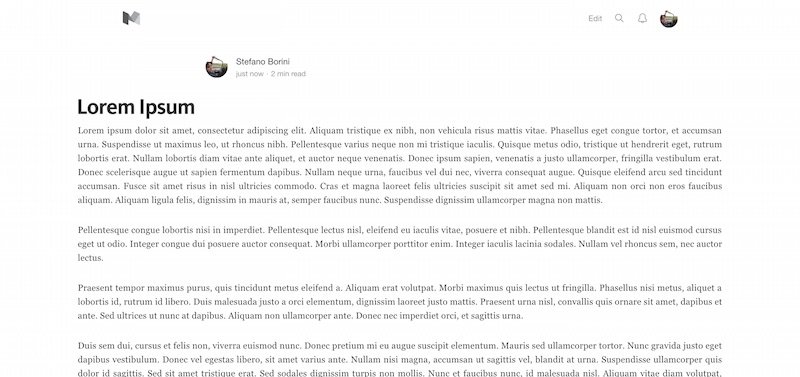 Edit
Stefano Borini
just now · 2 min read
Lorem Ipsum
Lorem ipsum dolor sit amet, consectetur adipiscing elit. Aliquam tristique ex nibh, non vehicula risus mattis vitae. Phasellus eget congue tortor, et accumsan
urna. Suspendisse ut maximus leo, ut rhoncus nibh. Pellentesque varius neque non mi tristique iaculis. Quisque metus odio, tristique ut hendrerit eget, rutrum
lobortis erat. Nullam lobortis diam vitae ante aliquet, et auctor neque venenatis. Donec ipsum sapien, venenatis a justo ullamcorper, fringilla vestibulum erat.
Donec scelerisque augue ut sapien fermentum dapibus. Nullam neque urna, faucibus vel dui nec, viverra consequat augue. Quisque eleifend arcu sed tincidunt
accumsan. Fusce sit amet risus in nisl ultricies commodo. Cras et magna laoreet felis ultricies suscipit sit amet sed mi. Aliquam non orci non eros faucibus
aliquam. Aliquam ligula felis, dignissim in mauris at, semper faucibus nunc. Suspendisse dignissim ullamcorper magna non mattis.
Pellentesque congue lobortis nisi in imperdiet. Pellentesque lectus nisl, eleifend eu iaculis vitae, posuere et nibh. Pellentesque blandit est id nisl euismod cursus
eget ut odio. Integer congue dui posuere auctor consequat. Morbi ullamcorper porttitor enim. Integer iaculis lacinia sodales. Nullam vel rhoncus sem, nec auctor
lectus.
Praesent tempor maximus purus, quis tincidunt metus eleifend a. Aliquam erat volutpat. Morbi maximus quis lectus ut fringilla. Phasellus nisi metus, aliquet a
lobortis id, rutrum id libero. Duis malesuada justo a orci elementum, dignissim laoreet justo mattis. Praesent urna nisl, convallis quis ornare sit amet, dapibus et
ante. Sed ultrices ut nunc at dapibus. Aliquam non ullamcorper ante. Donec nec imperdiet orci, et sagittis urna.
Duis sem dui, cursus et felis non, viverra euismod nunc. Donec pretium mi eu augue suscipit elementum. Mauris sed ullamcorper tortor. Nunc gravida justo eget
dapibus vestibulum. Donec vel egestas libero, sit amet varius ante. Nullam nisi magna, accumsan ut sagittis vel, blandit at urna. Suspendisse ullamcorper quis
dolor id sagittis. Sed sit amet tristique erat. Sed sodales dignissim turpis non mollis. Nunc et faucibus nunc, id malesuada nisl. Aliquam vitae diam volutpat,